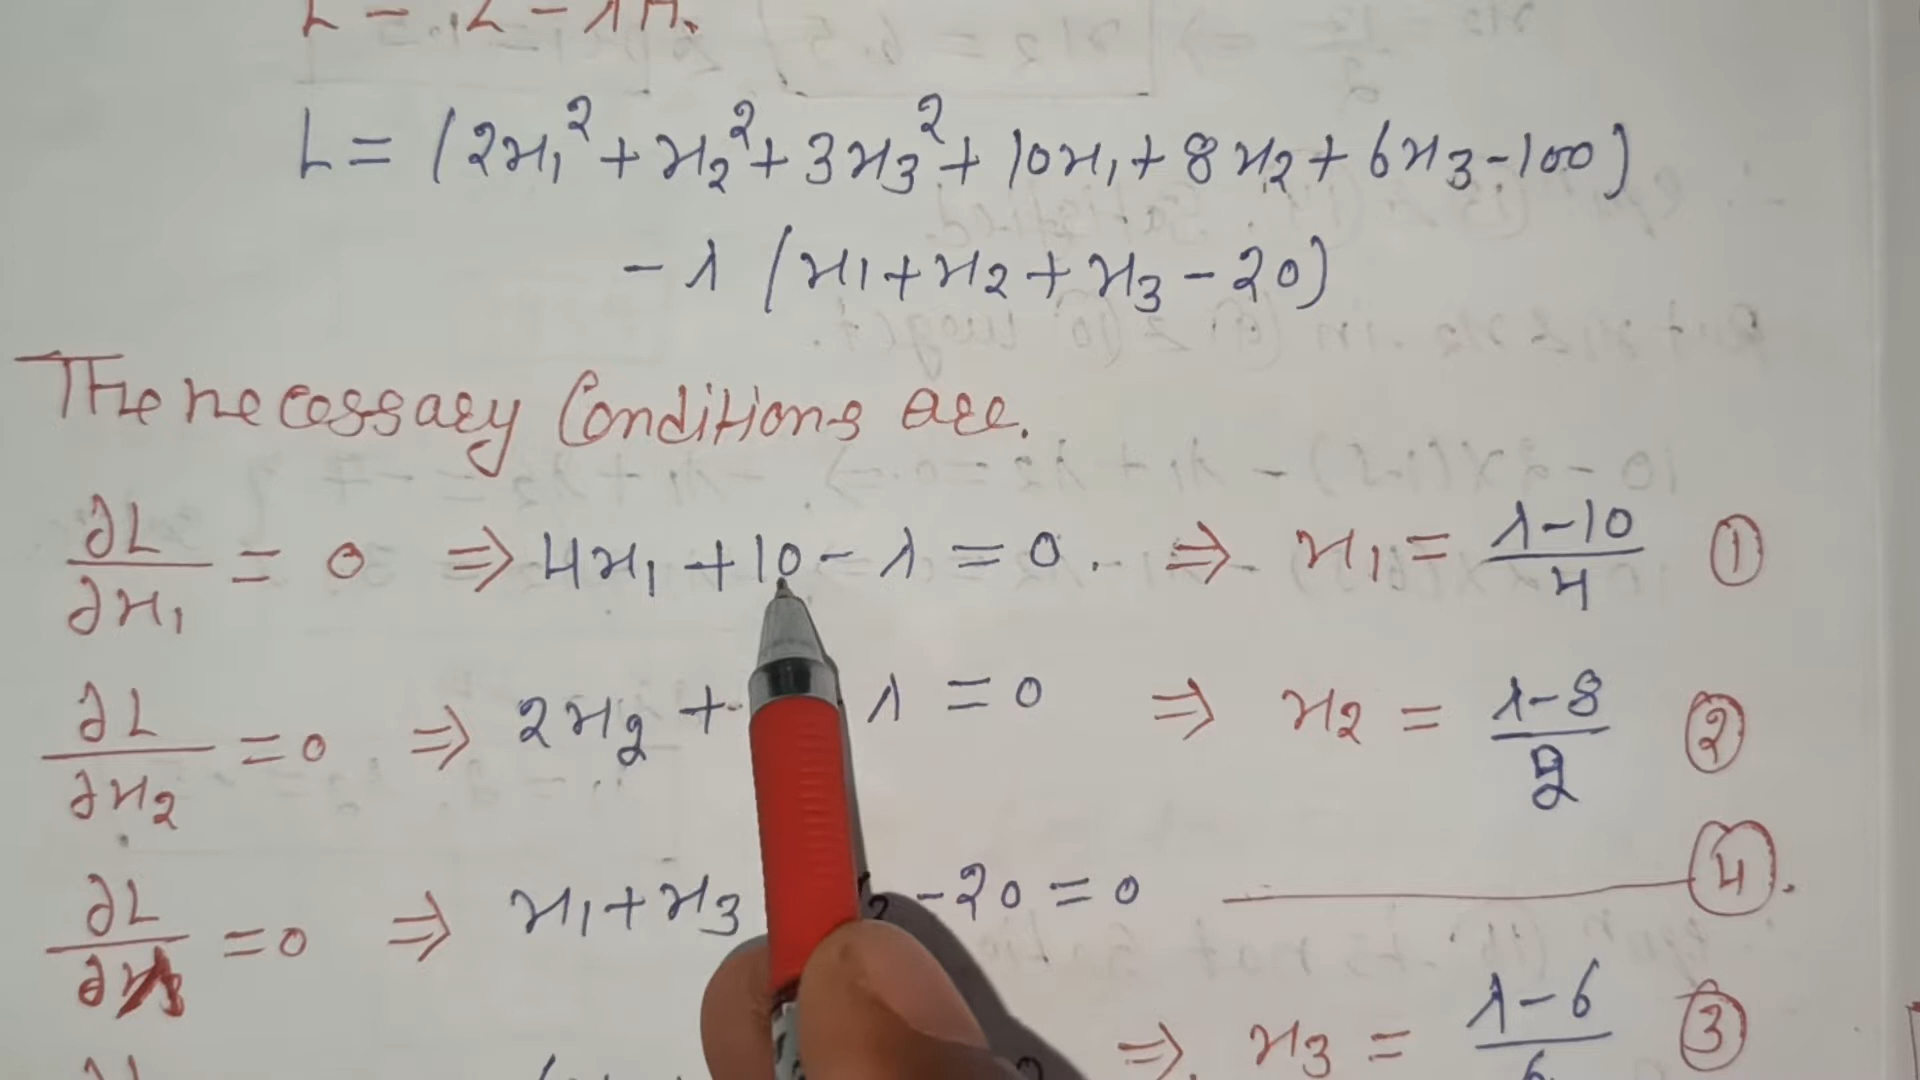 L = (2x₁² + x₂² + 3x₃² + 10x₁ + 8x₂ + 6x₃ - 100)
- λ (x₁ + x₂ + x₃ - 20)
The necessary Conditions are.
∂L/∂x₁ = 0 ⇒ 4x₁ + 10 - λ = 0. ⇒ x₁ = (λ-10)/4 ①
∂L/∂x₂ = 0 ⇒ 2x₂ + λ = 0 ⇒ x₂ = (λ-8)/2 ②
∂L/∂λ = 0 ⇒ x₁ + x₃ - 20 = 0 ④.
⇒ x₃ = (λ-6)/6 ③